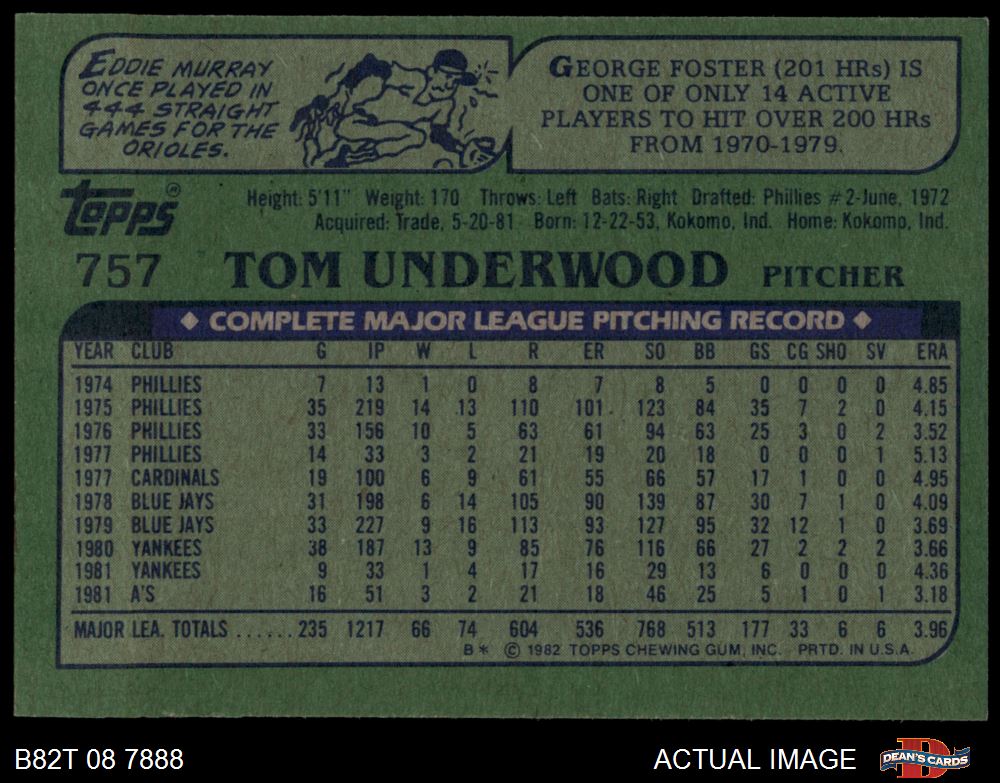 EDDIE MURRAY
ONCE PLAYED IN
444 STRAIGHT
GAMES FOR THE
ORIOLES.
GEORGE FOSTER (201 HRs) IS
ONE OF ONLY 14 ACTIVE
PLAYERS TO HIT OVER 200 HRs
FROM 1970-1979.
Topps®
Height: 5'11" Weight: 170 Throws: Left Bats: Right Drafted: Phillies #2-June, 1972
Acquired: Trade, 5-20-81 Born: 12-22-53, Kokomo, Ind. Home: Kokomo, Ind.
757 TOM UNDERWOOD PITCHER
◆ COMPLETE MAJOR LEAGUE PITCHING RECORD ◆
YEAR CLUB G IP W L R ER SO BB GS CG SHO SV ERA
1974 PHILLIES 7 13 1 0 8 7 8 5 0 0 0 0 4.85
1975 PHILLIES 35 219 14 13 110 101 123 84 35 7 2 0 4.15
1976 PHILLIES 33 156 10 5 63 61 94 63 25 3 0 2 3.52
1977 PHILLIES 14 33 3 2 21 19 20 18 0 0 0 1 5.13
1977 CARDINALS 19 100 6 9 61 55 66 57 17 1 0 0 4.95
1978 BLUE JAYS 31 198 6 14 105 90 139 87 30 7 1 0 4.09
1979 BLUE JAYS 33 227 9 16 113 93 127 95 32 12 1 0 3.69
1980 YANKEES 38 187 13 9 85 76 116 66 27 2 2 2 3.66
1981 YANKEES 9 33 1 4 17 16 29 13 6 0 0 0 4.36
1981 A'S 16 51 3 2 21 18 46 25 5 1 0 1 3.18
MAJOR LEA. TOTALS ...... 235 1217 66 74 604 536 768 513 177 33 6 6 3.96
B* © 1982 TOPPS CHEWING GUM, INC. PRTD. IN U.S.A.
B82T 08 7888 ACTUAL IMAGE DEAN'S CARDS